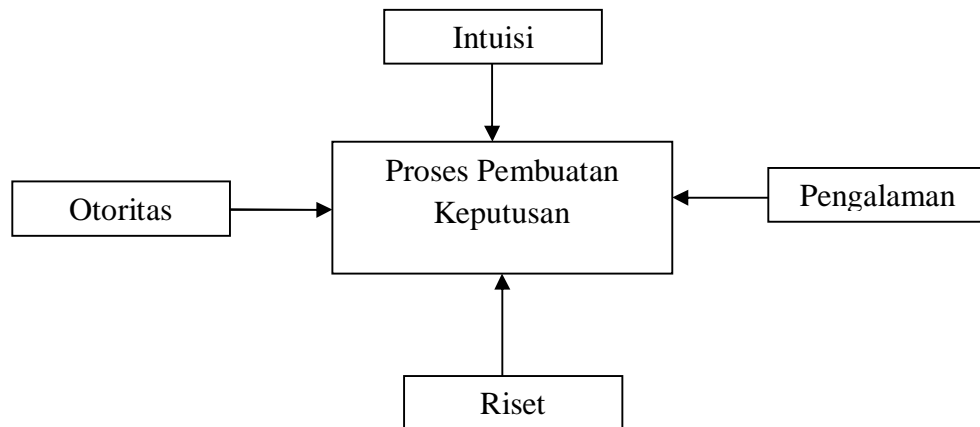 Intuisi
Proses Pembuatan
Keputusan
Otoritas
Pengalaman
Riset